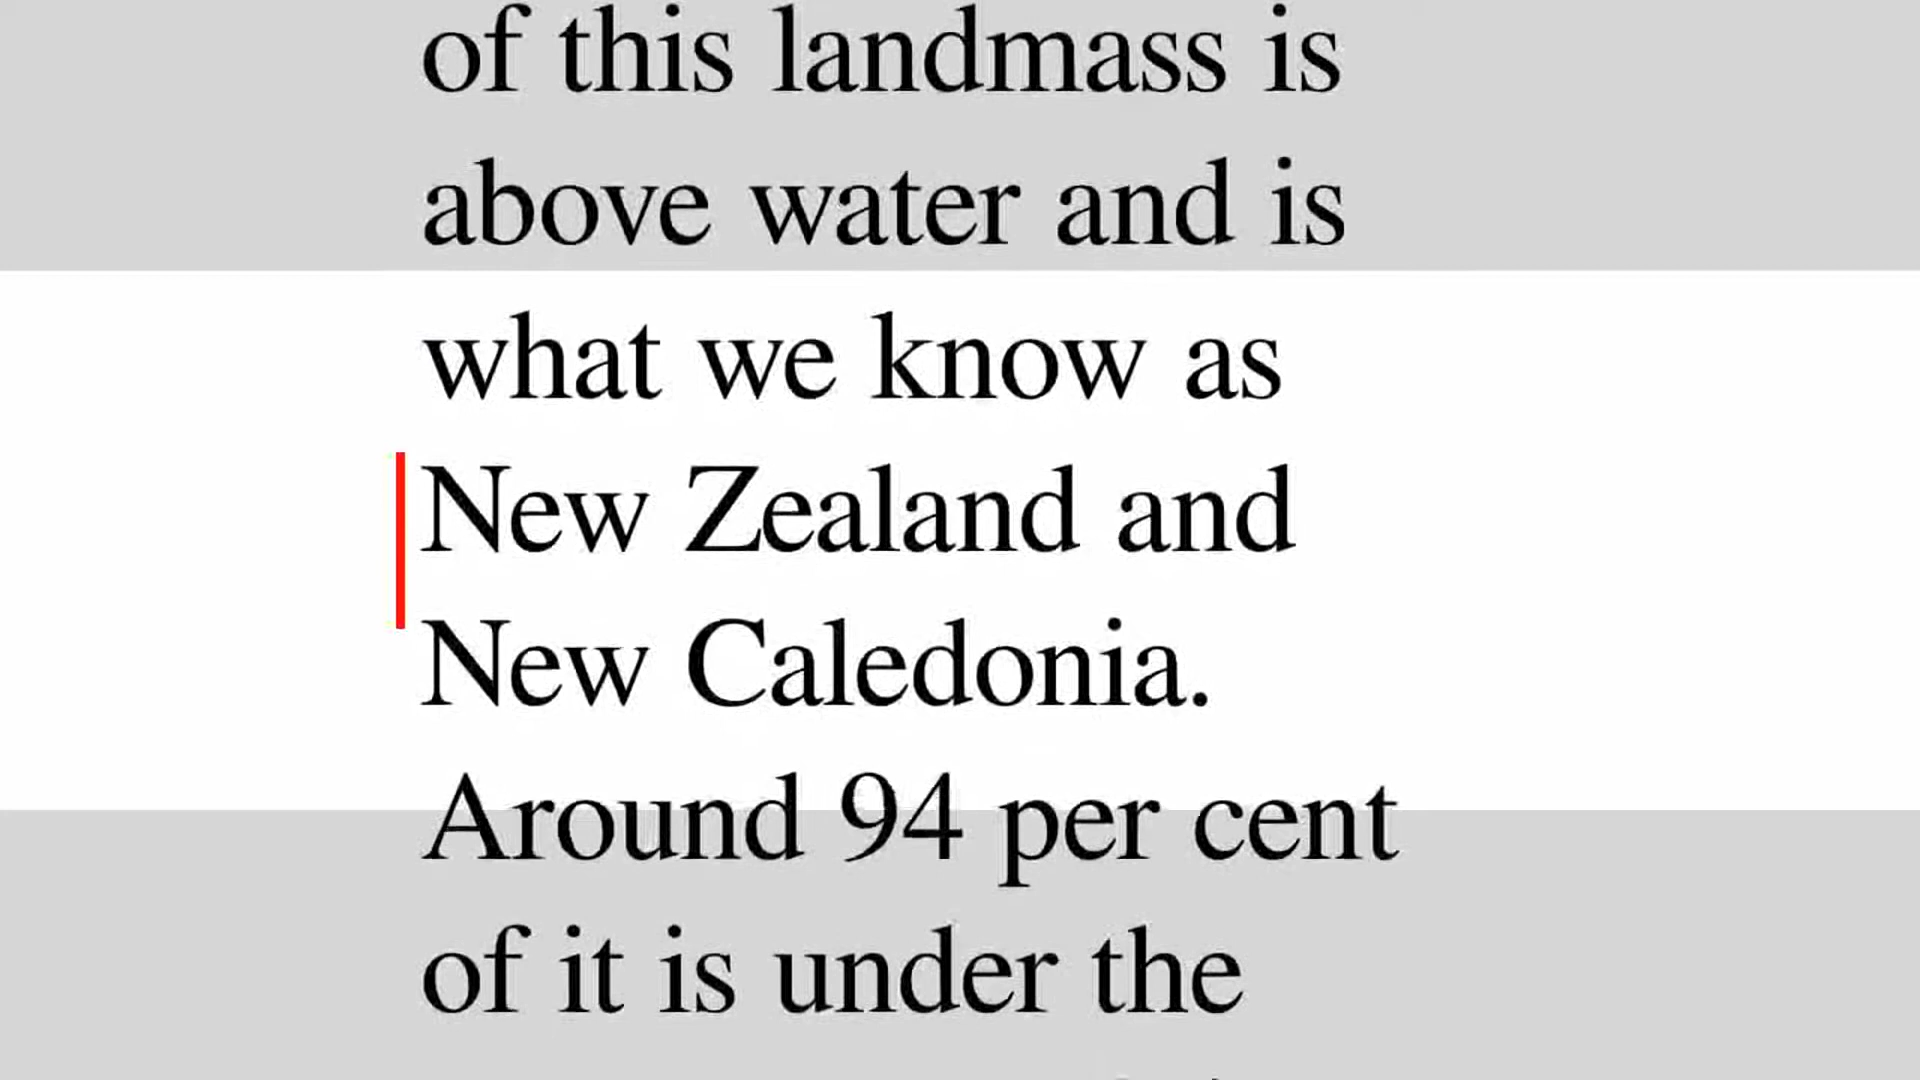 of this landmass is
above water and is
what we know as
New Zealand and
New Caledonia.
Around 94 per cent
of it is under the